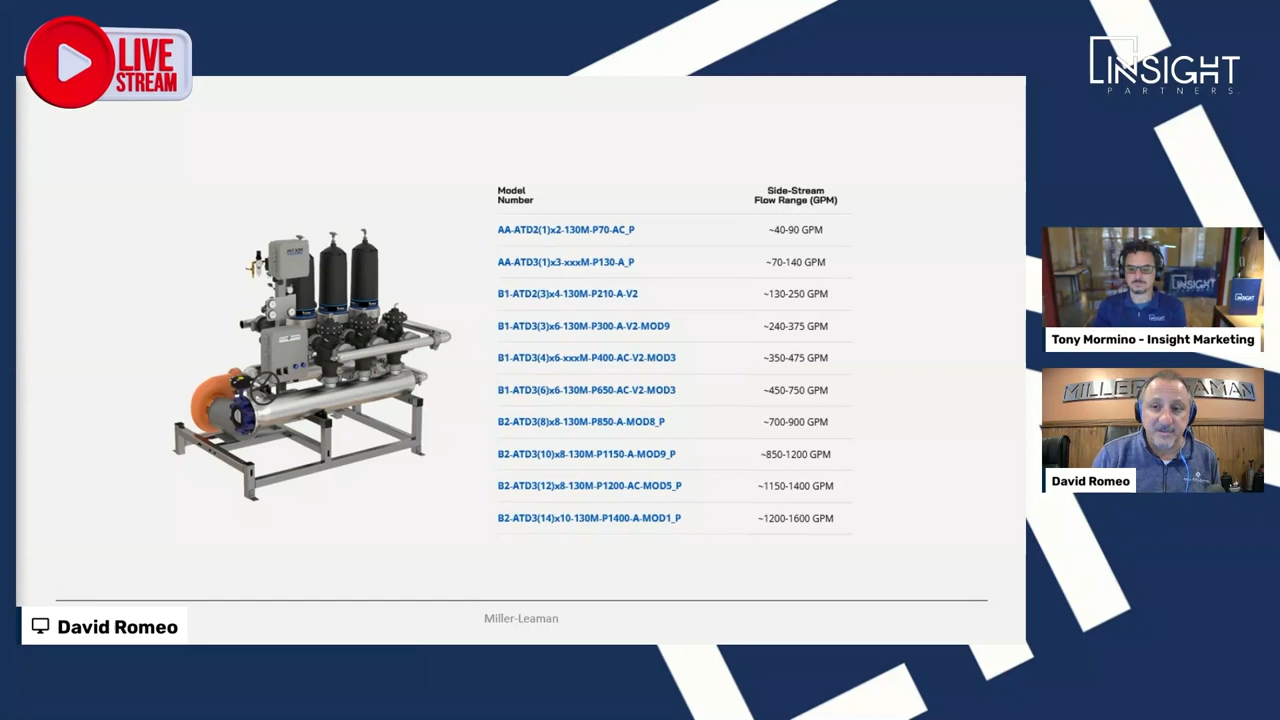 LIVE
STREAM
INSIGHT
PARTNERS
Model
Number
Side-Stream
Flow Range (GPM)
AA-ATD2(1)x2-130M-P70-AC_P
~40-90 GPM
AA-ATD3(1)x3-xxxM-P130-A_P
~70-140 GPM
B1-ATD2(3)x4-130M-P210-A-V2
~130-250 GPM
B1-ATD3(3)x6-130M-P300-A-V2-MOD9
~240-375 GPM
B1-ATD3(4)x6-xxxM-P400-AC-V2-MOD3
~350-475 GPM
B1-ATD3(6)x6-130M-P650-AC-V2-MOD3
~450-750 GPM
B2-ATD3(8)x8-130M-P850-A-MOD8_P
~700-900 GPM
B2-ATD3(10)x8-130M-P1150-A-MOD9_P
~850-1200 GPM
B2-ATD3(12)x8-130M-P1200-AC-MOD5_P
~1150-1400 GPM
B2-ATD3(14)x10-130M-P1400-A-MOD1_P
~1200-1600 GPM
Miller-Leaman
David Romeo
INSIGHT
Tony Mormino - Insight Marketing
MILLER-LEAMAN
David Romeo